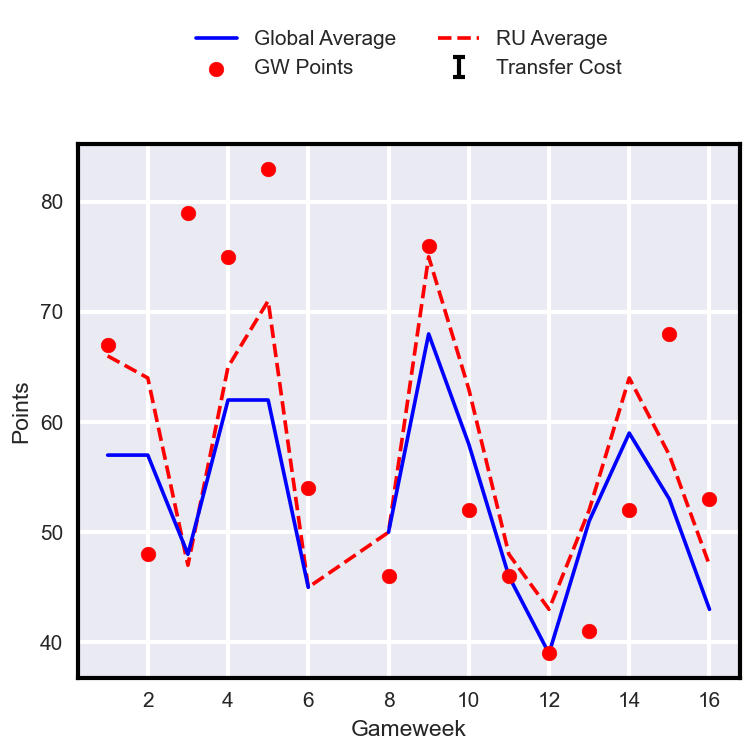 Global Average RU Average
GW Points Transfer Cost
80
70
60
50
40
Points
2 4 6 8 10 12 14 16
Gameweek